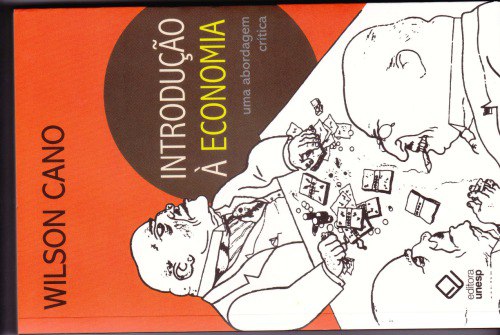 WILSON CANO
INTRODUÇÃO
À ECONOMIA
uma abordagem
crítica
editora
unesp